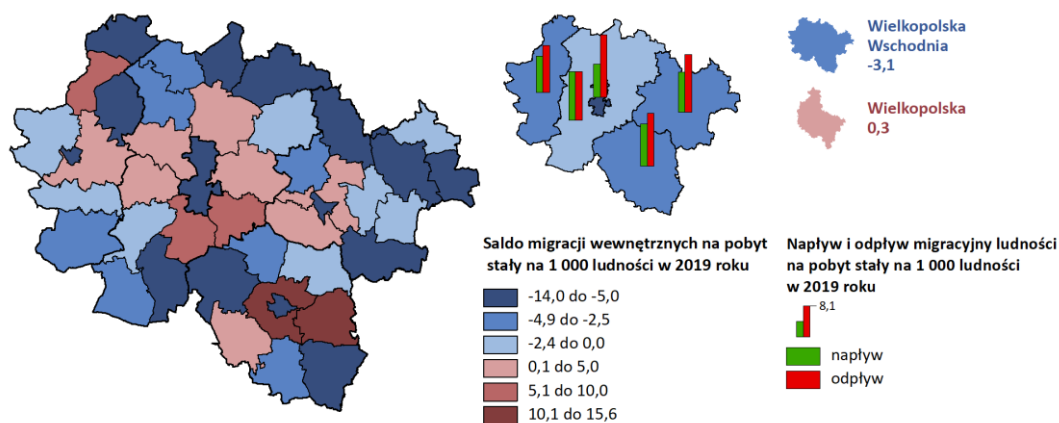 Wielkopolska
Wschodnia
-3,1
Wielkopolska
0,3
Saldo migracji wewnętrznych na pobyt
stały na 1 000 ludności w 2019 roku
-14,0 do -5,0
-4,9 do -2,5
-2,4 do 0,0
0,1 do 5,0
5,1 do 10,0
10,1 do 15,6
Napływ i odpływ migracyjny ludności
na pobyt stały na 1 000 ludności
w 2019 roku
8,1
napływ
odpływ